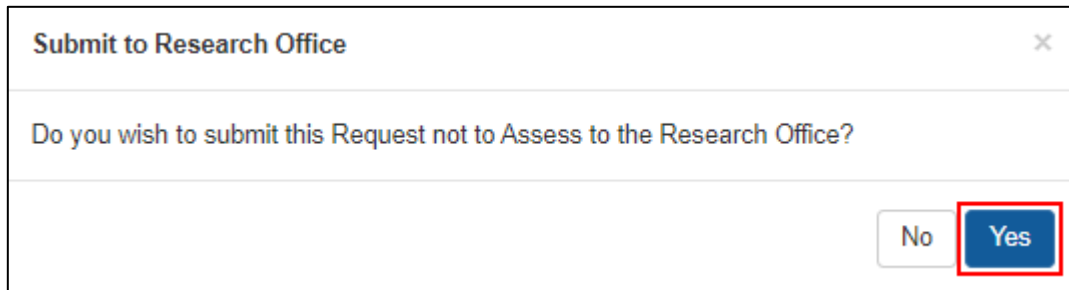 Submit to Research Office
Do you wish to submit this Request not to Assess to the Research Office?
No Yes